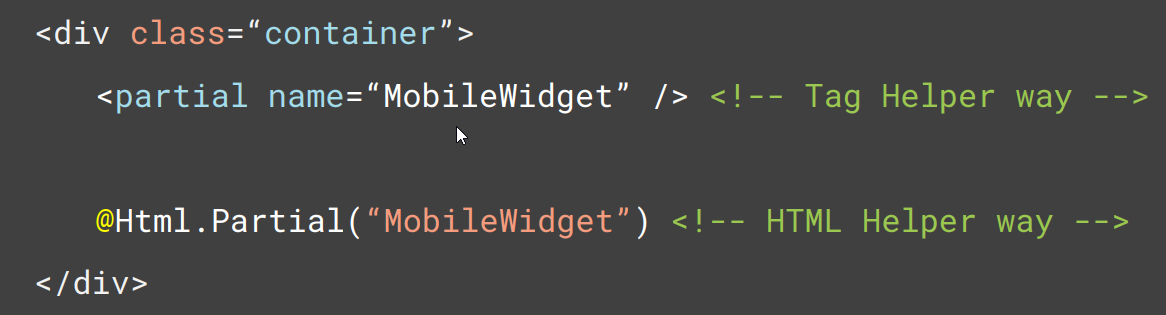 <div class=“container”>
<partial name=“MobileWidget” /> <!-- Tag Helper way -->
@Html.Partial(“MobileWidget”) <!-- HTML Helper way -->
</div>